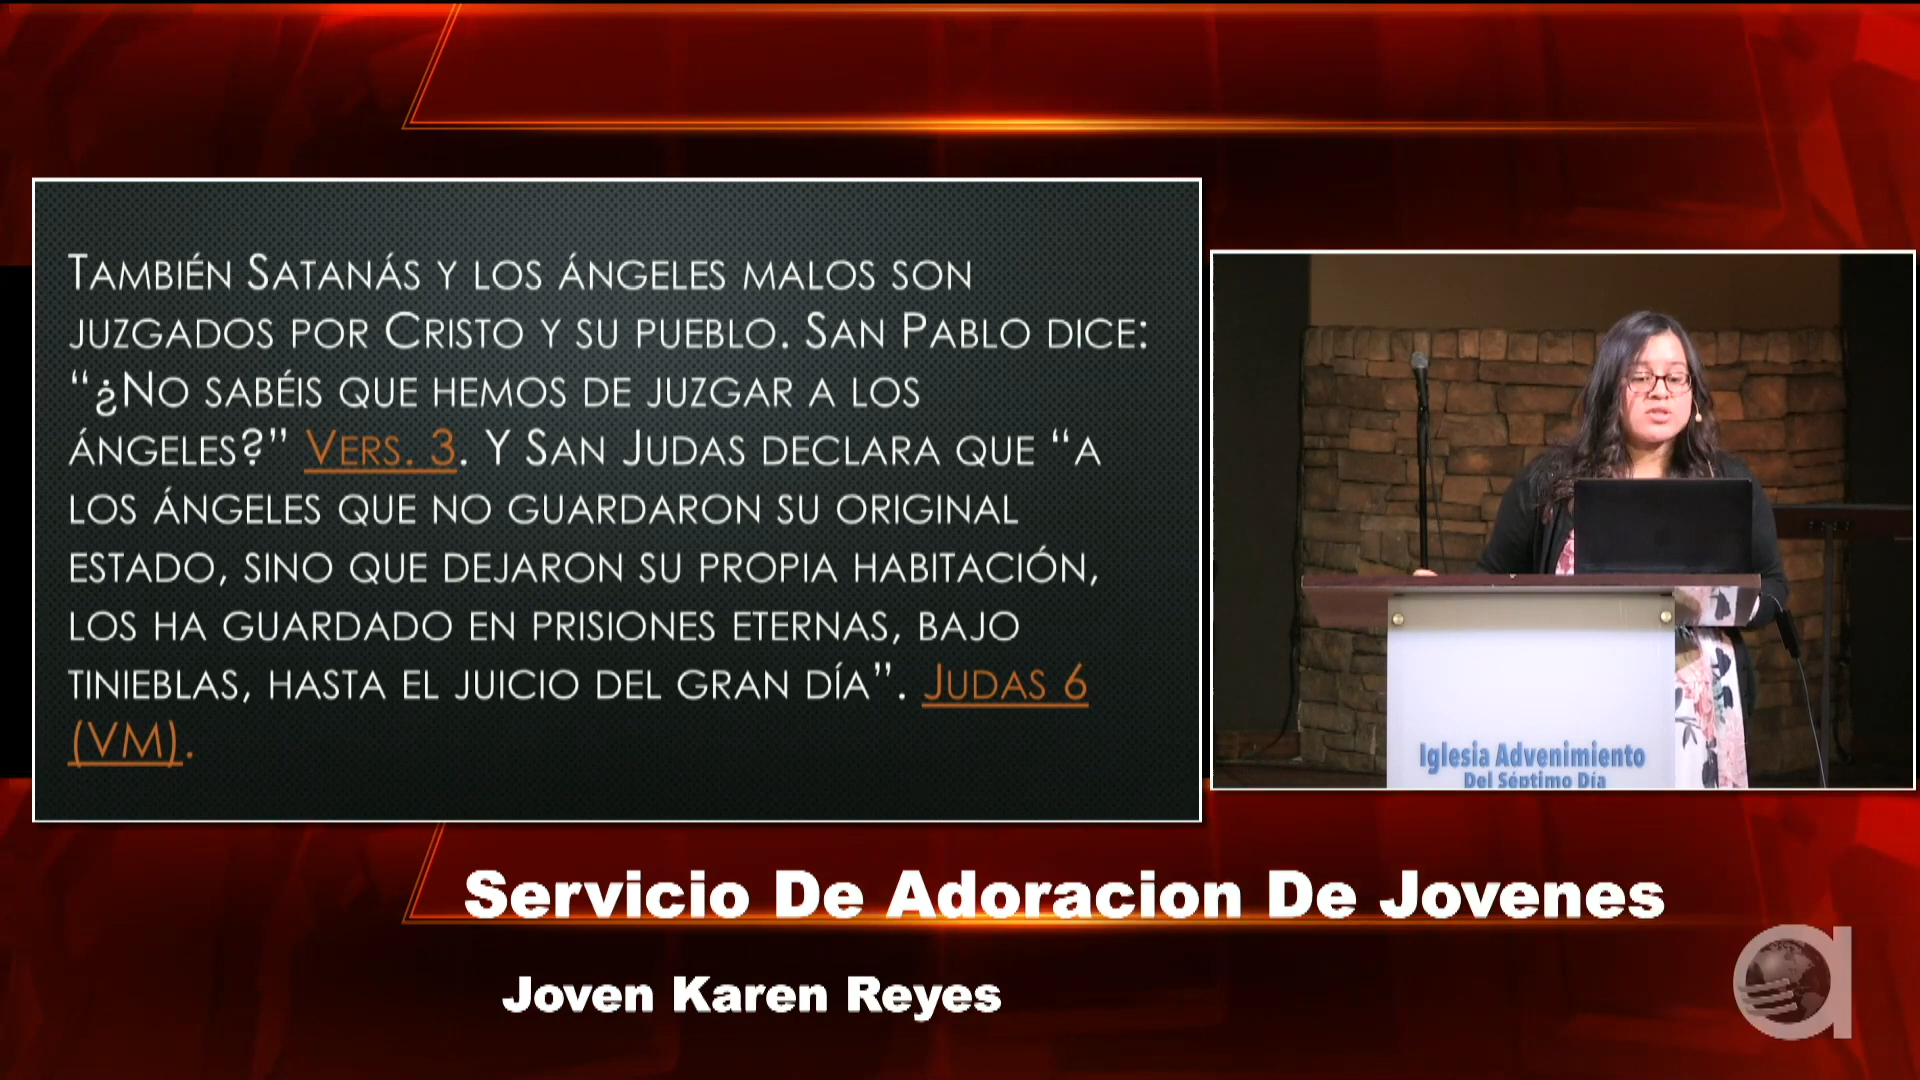 También Satanás y los ángeles malos son
juzgados por Cristo y su pueblo. San Pablo dice:
“¿No sabéis que hemos de juzgar a los
ángeles?” Vers. 3. Y San Judas declara que “a
los ángeles que no guardaron su original
estado, sino que dejaron su propia habitación,
los ha guardado en prisiones eternas, bajo
tinieblas, hasta el juicio del gran día”. Judas 6
(VM).
Iglesia Advenimiento
Del Séptimo Día
Servicio De Adoracion De Jovenes
Joven Karen Reyes